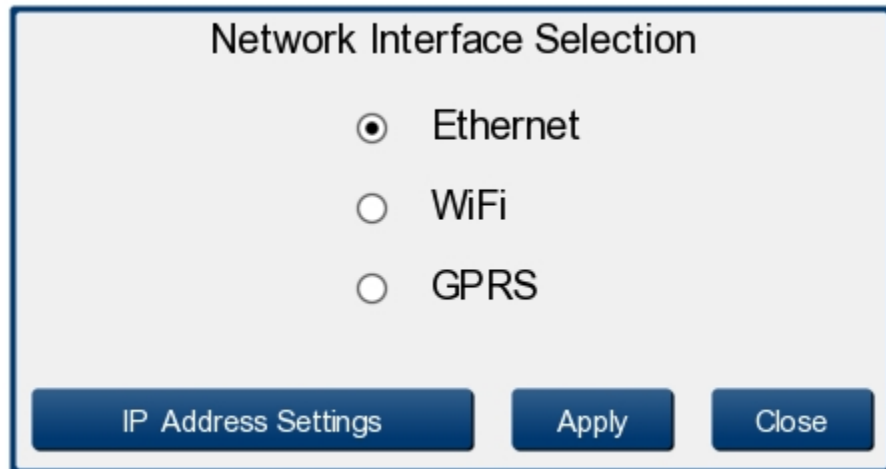 Network Interface Selection
Ethernet
WiFi
GPRS
IP Address Settings
Apply
Close